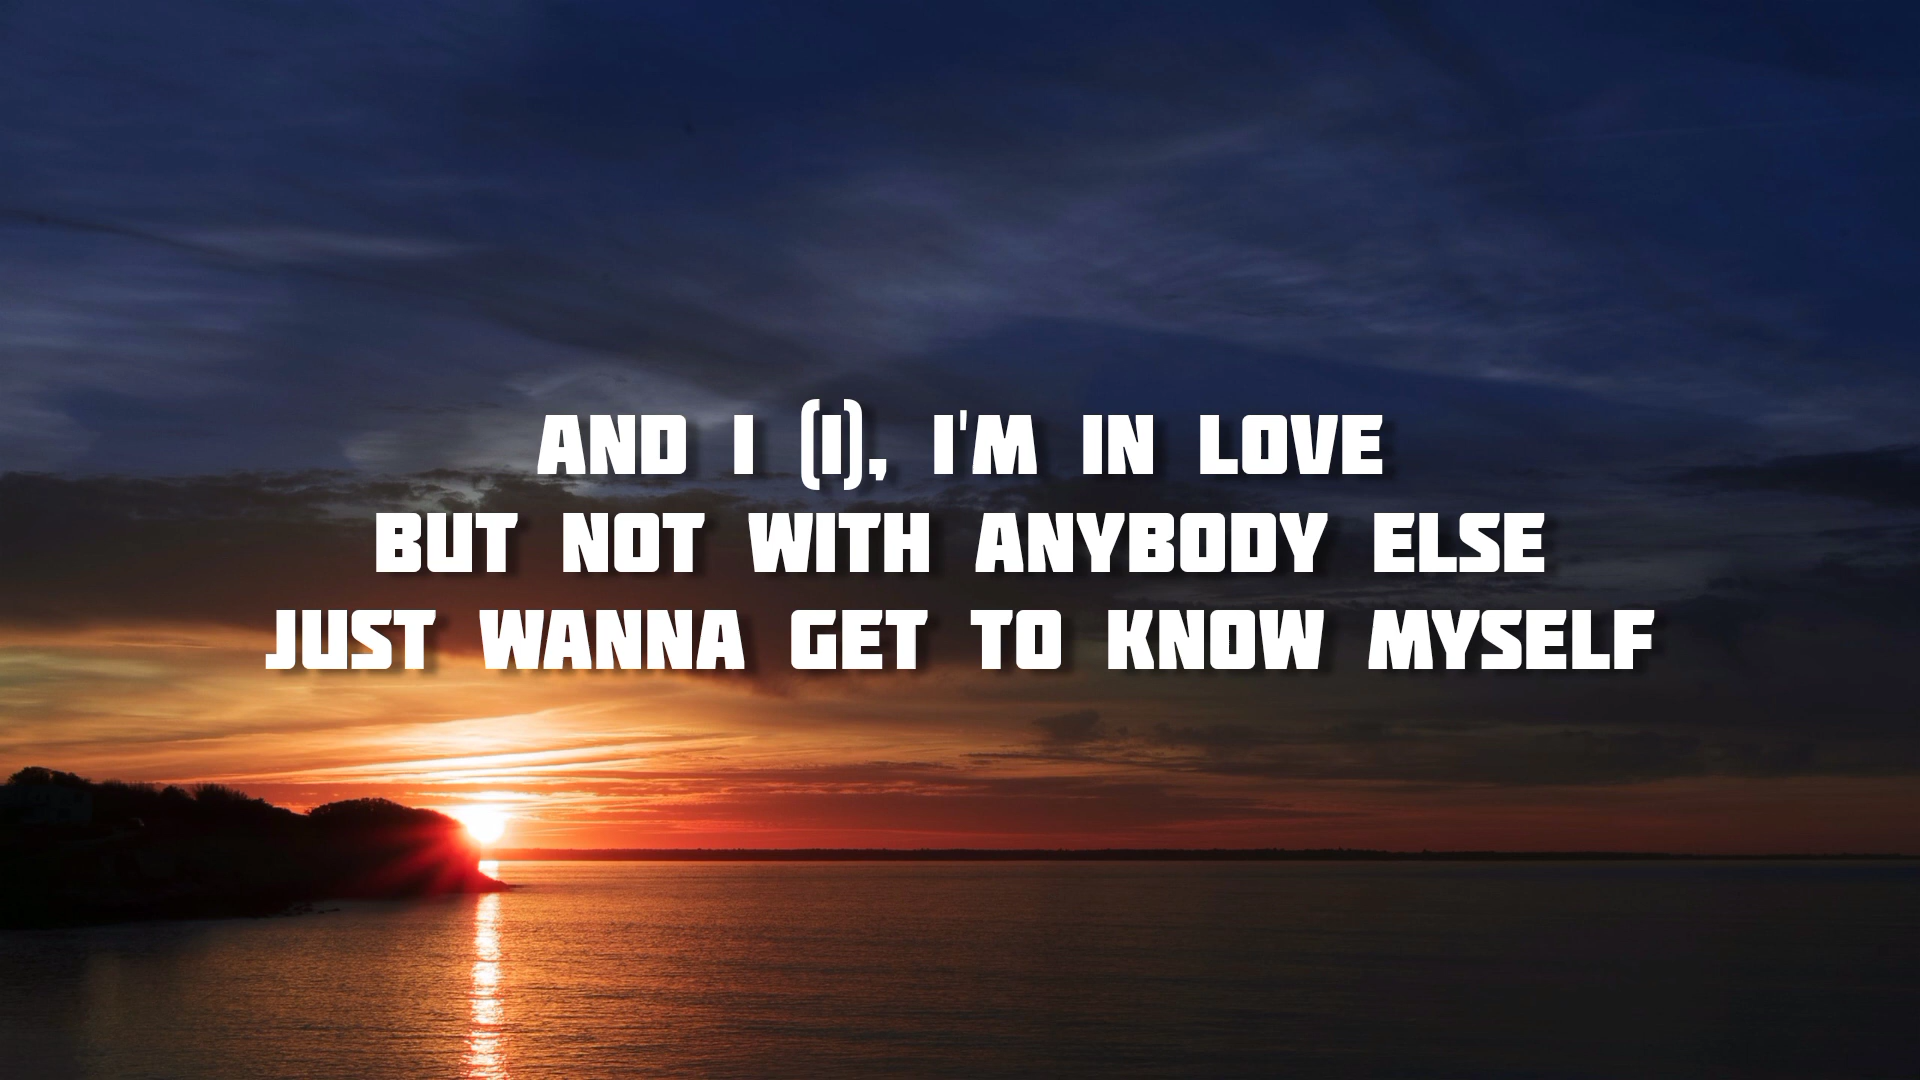 AND I (I), I'M IN LOVE
BUT NOT WITH ANYBODY ELSE
JUST WANNA GET TO KNOW MYSELF